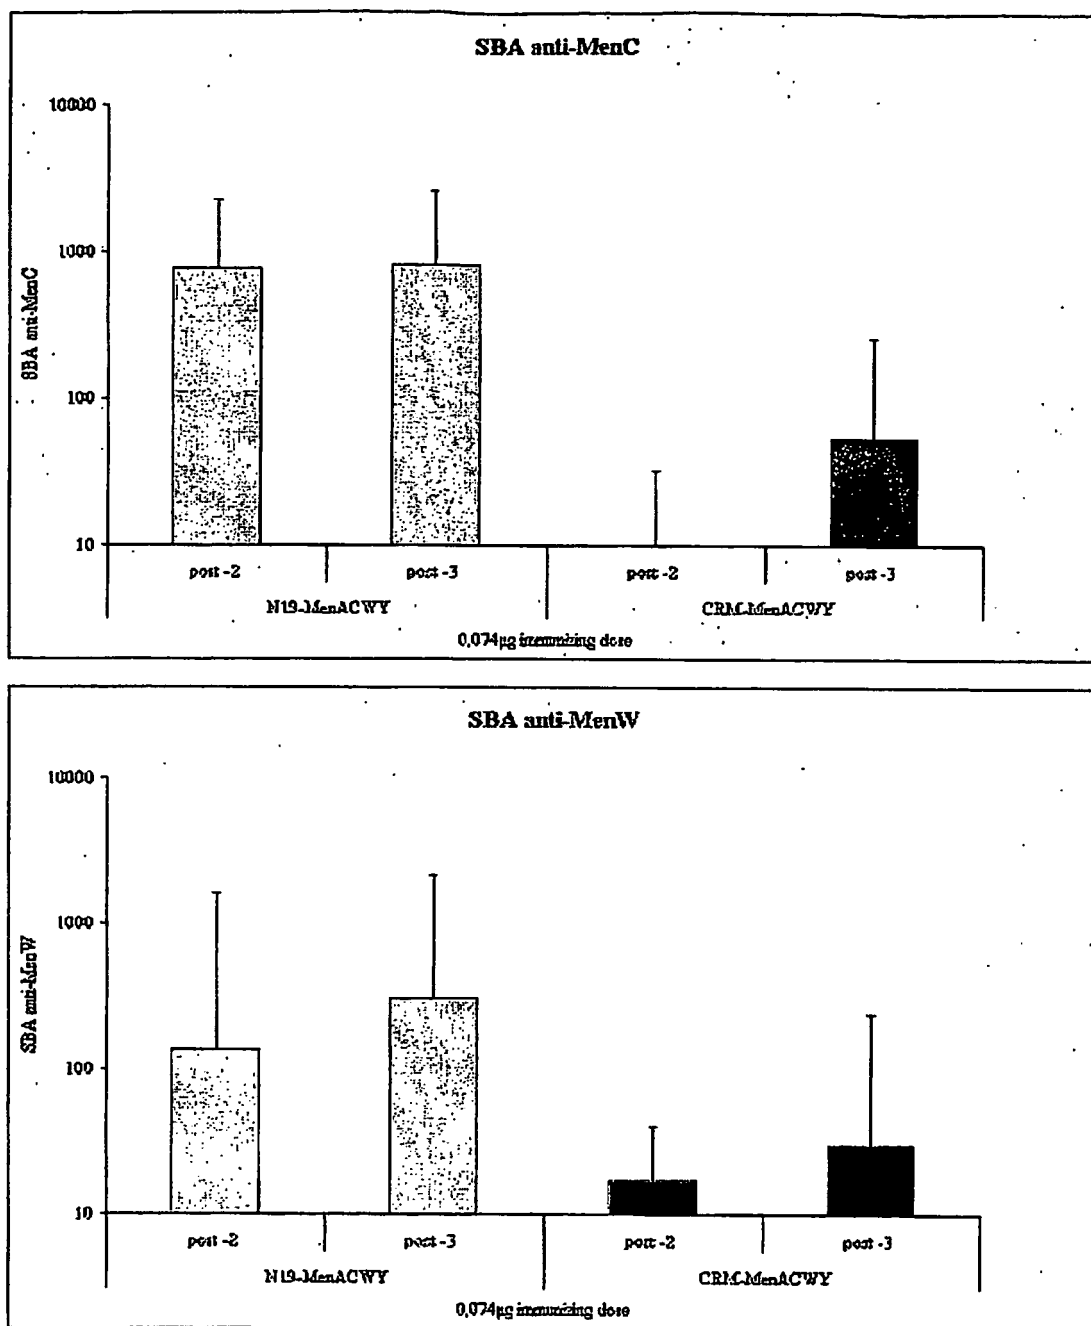 SBA anti-MenC
10000
1000
100
10
SBA anti-MenC
post -2
post -3
post -2
post -3
N19-MenACWY
CRM-MenACWY
0,074µg immunizing dose
SBA anti-MenW
10000
1000
100
10
SBA anti-MenW
post -2
post -3
post -2
post -3
N19-MenACWY
CRM-MenACWY
0,074µg immunizing dose